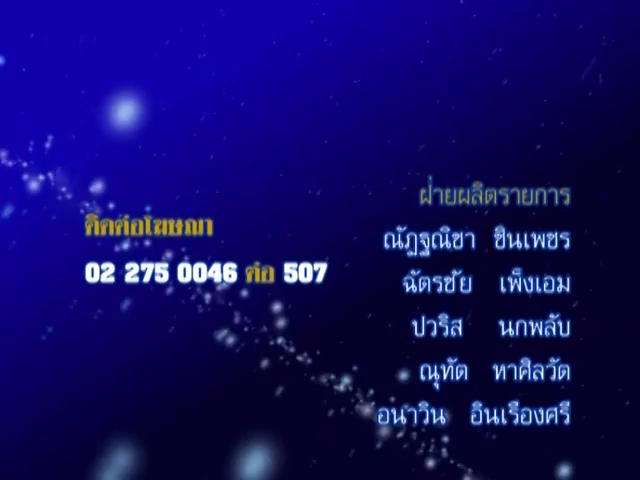 ติดต่อโฆษณา
02 275 0046 ต่อ 507
ฝ่ายผลิตรายการ
ณัฏฐณิชา ชินเพชร
ฉัตรชัย เพ็งเอม
ปวริส นกพลับ
ณุทัต หาศิลวัต
อนาวิน อินเรืองศรี